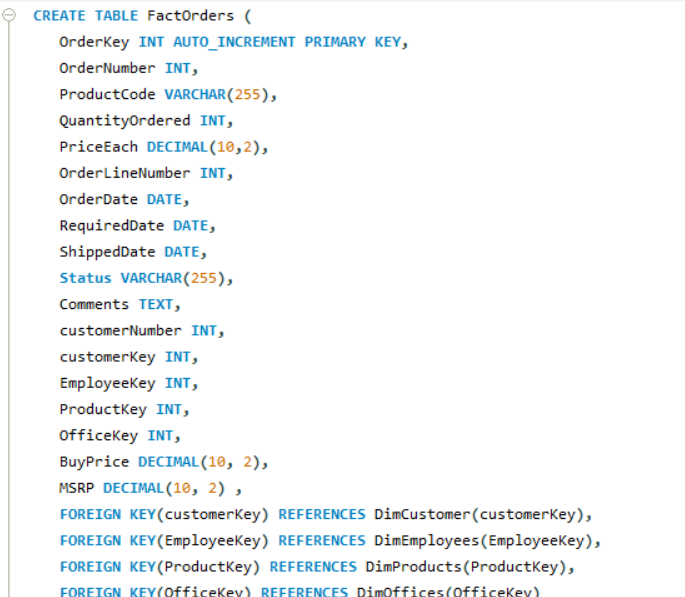 CREATE TABLE FactOrders (
OrderKey INT AUTO_INCREMENT PRIMARY KEY,
OrderNumber INT,
ProductCode VARCHAR(255),
QuantityOrdered INT,
PriceEach DECIMAL(10,2),
OrderLineNumber INT,
OrderDate DATE,
RequiredDate DATE,
ShippedDate DATE,
Status VARCHAR(255),
Comments TEXT,
customerNumber INT,
customerKey INT,
EmployeeKey INT,
ProductKey INT,
OfficeKey INT,
BuyPrice DECIMAL(10, 2),
MSRP DECIMAL(10, 2) ,
FOREIGN KEY(customerKey) REFERENCES DimCustomer(customerKey),
FOREIGN KEY(EmployeeKey) REFERENCES DimEmployees(EmployeeKey),
FOREIGN KEY(ProductKey) REFERENCES DimProducts(ProductKey),
FOREIGN KEY(OfficeKey) REFERENCES DimOffices(OfficeKey)